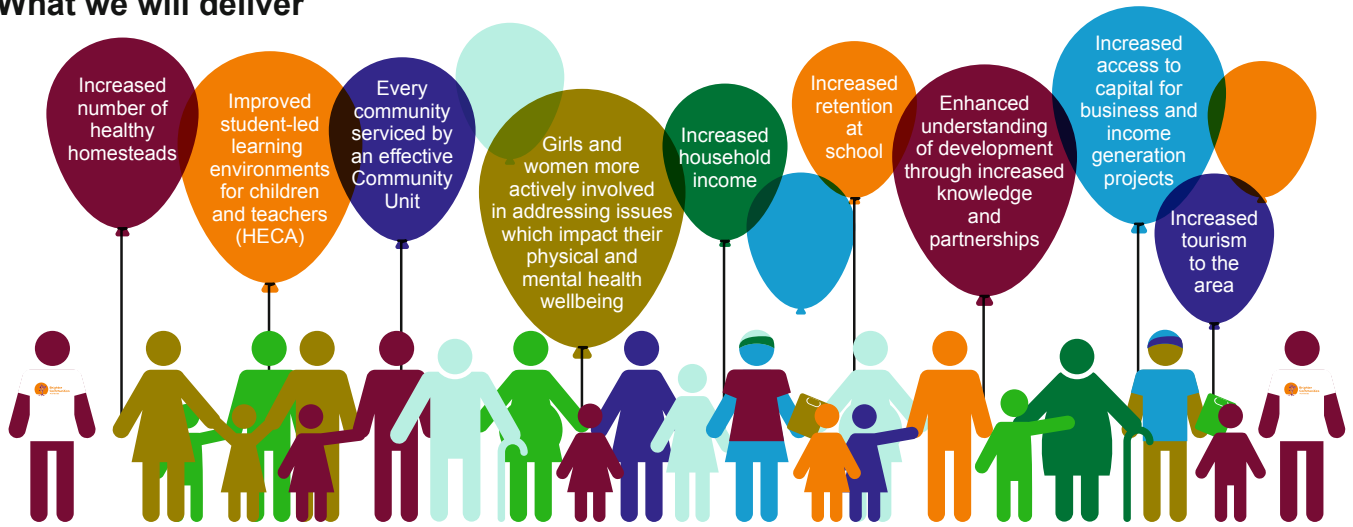 What we will deliver
Increased
number of
healthy
homesteads
Improved
student-led
learning
environments
for children
and teachers
(HECA)
Every
community
serviced by
an effective
Community
Unit
Girls and
women more
actively involved
in addressing issues
which impact their
physical and
mental health
wellbeing
Increased
household
income
Increased
retention
at
school
Enhanced
understanding
of development
through increased
knowledge
and
partnerships
Increased
access to
capital for
business and
income
generation
projects
Increased
tourism
to the
area